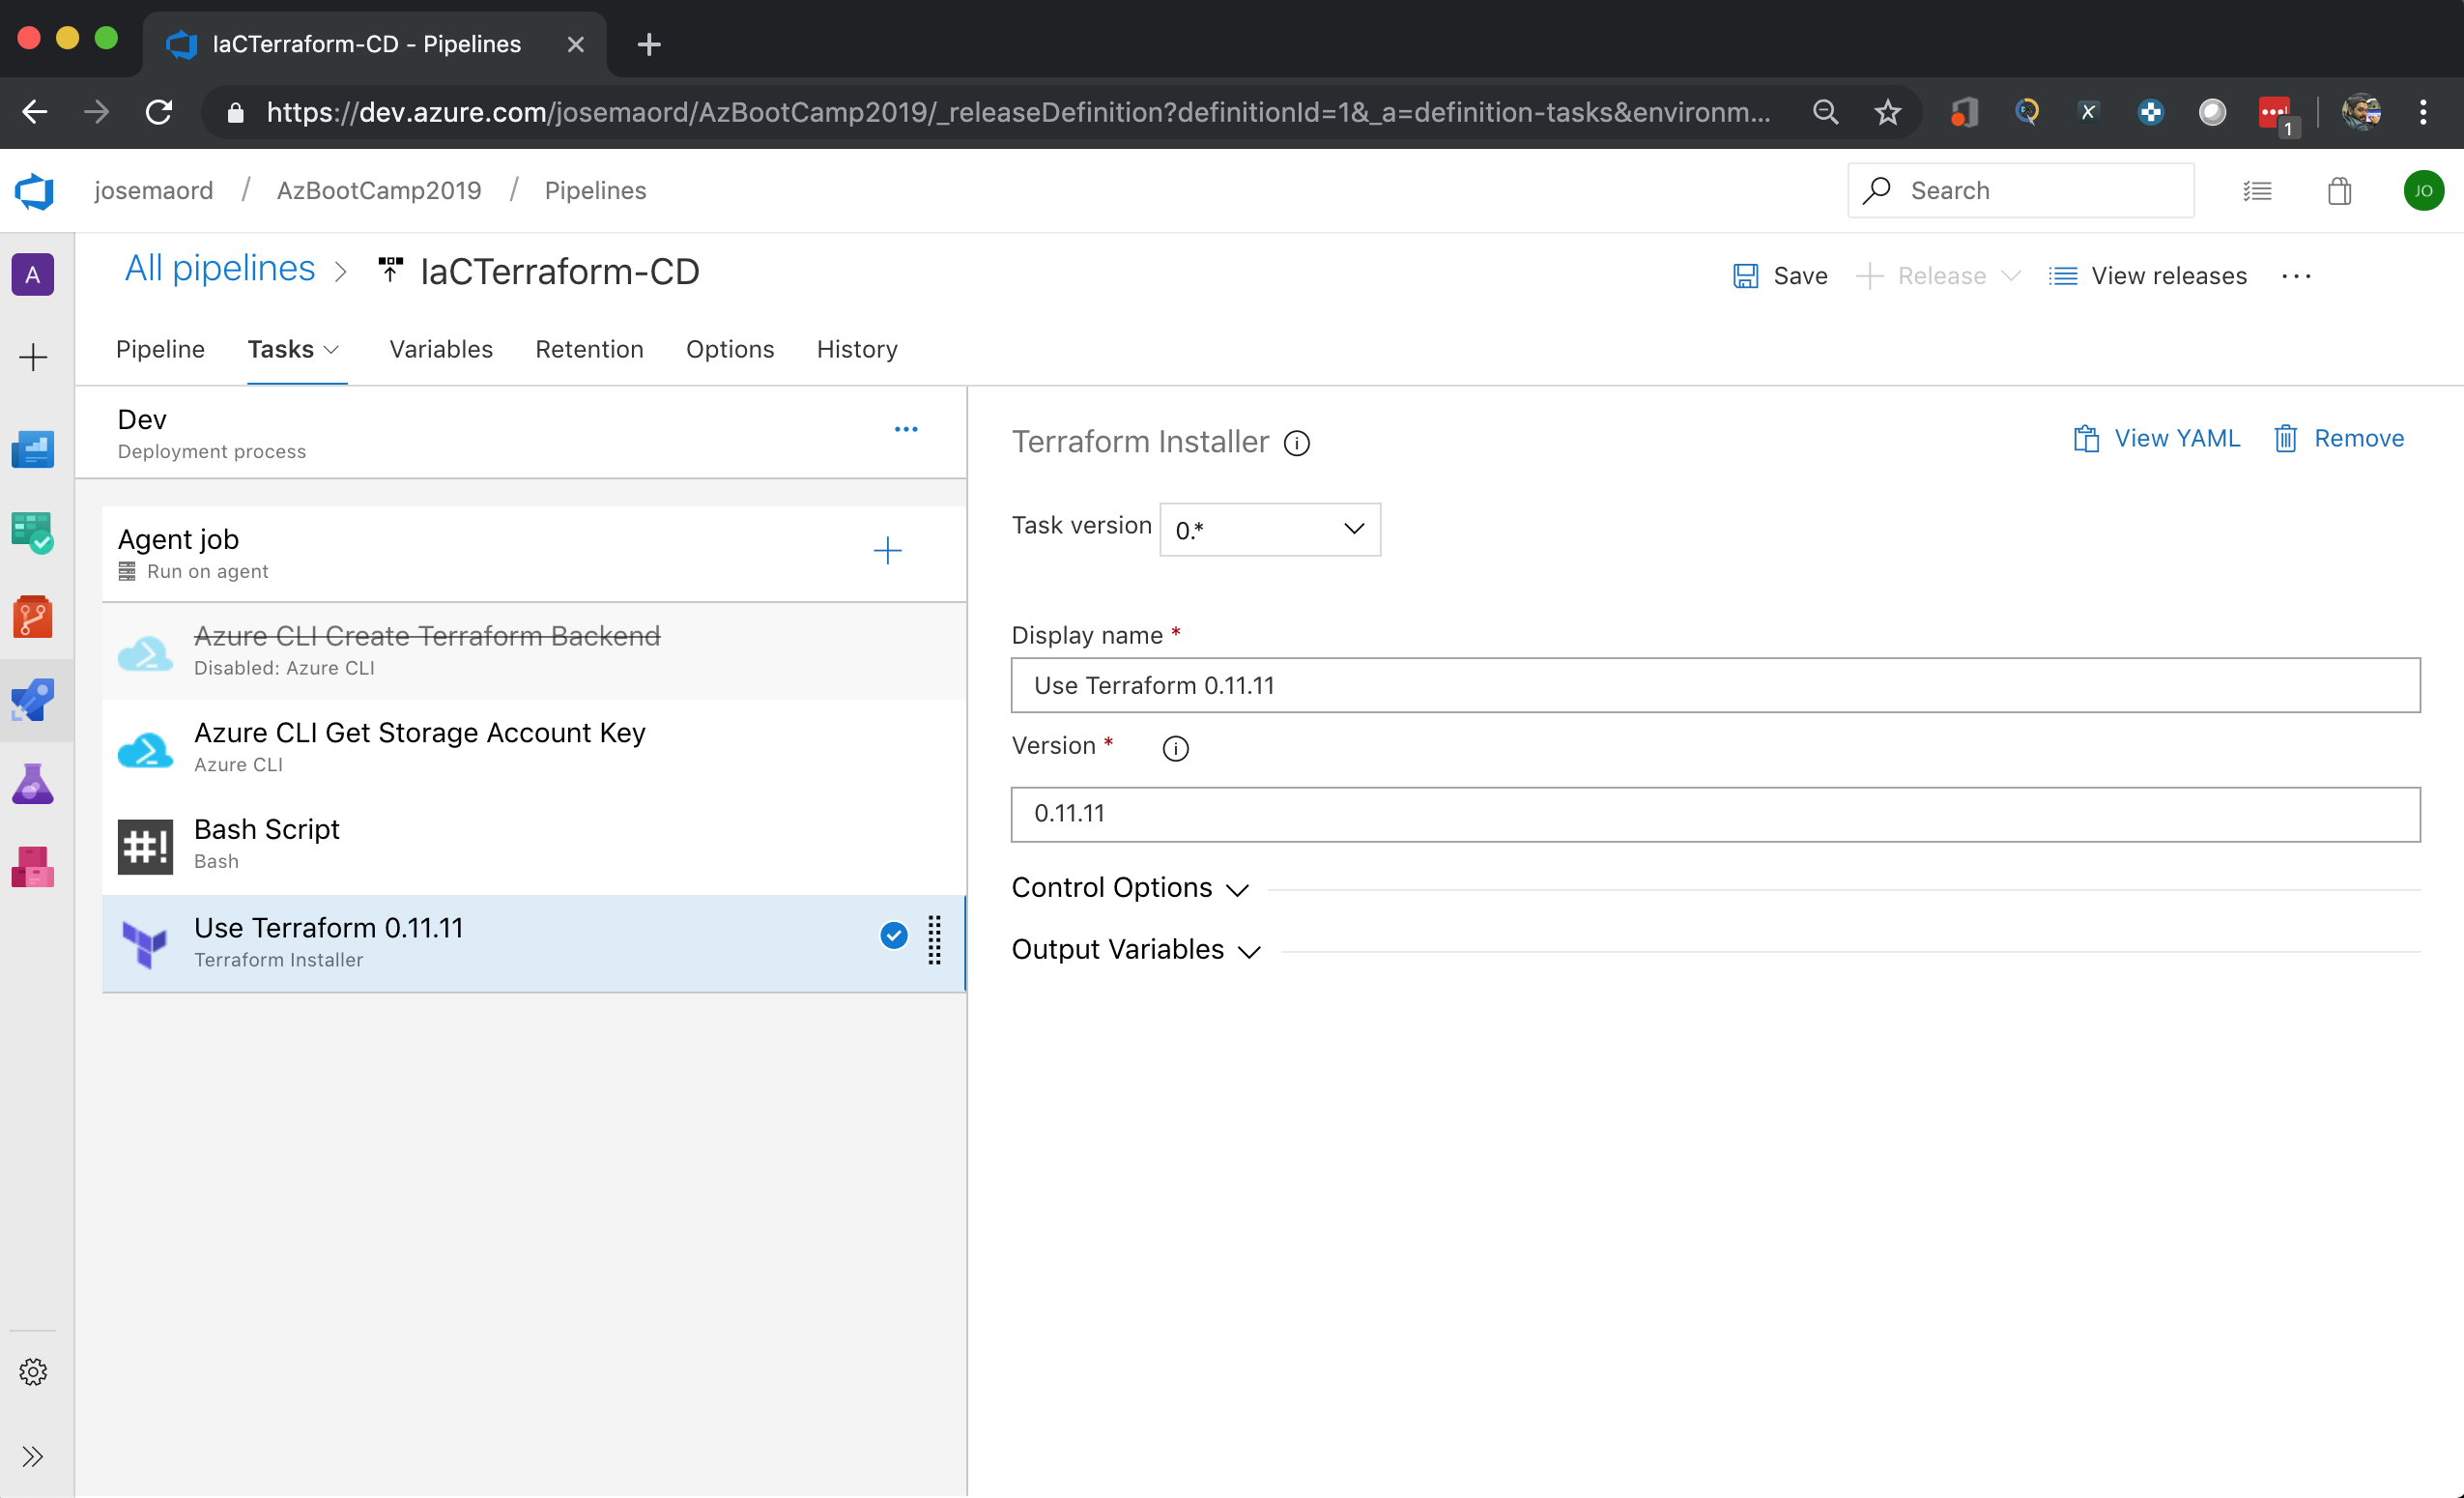 IaCTerraform-CD - Pipelines
https://dev.azure.com/josemaord/AzBootCamp2019/_releaseDefinition?definitionId=1&_a=definition-tasks&environm...
1
josemaord / AzBootCamp2019 / Pipelines
Search
JO
A
All pipelines > IaCTerraform-CD
Save
Release
View releases
Pipeline
Tasks
Variables
Retention
Options
History
Dev
Deployment process
Agent job
Run on agent
Azure CLI Create Terraform Backend
Disabled: Azure CLI
Azure CLI Get Storage Account Key
Azure CLI
#!
Bash Script
Bash
Use Terraform 0.11.11
Terraform Installer
Terraform Installer
View YAML
Remove
Task version
0.*
Display name *
Use Terraform 0.11.11
Version *
0.11.11
Control Options
Output Variables